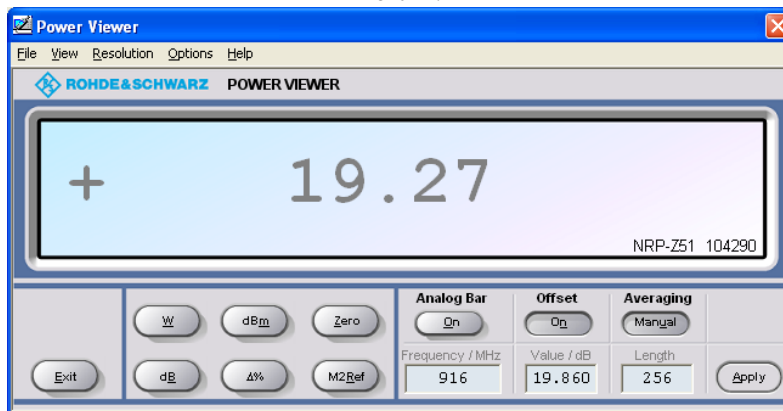 Power Viewer
File View Resolution Options Help
ROHDE&SCHWARZ POWER VIEWER
+ 19.27
NRP-Z51 104290
Analog Bar Offset Averaging
W dBm Zero On On Manual
Frequency / MHz Value / dB Length
Exit dB Δ% M2Ref 916 19.860 256 Apply